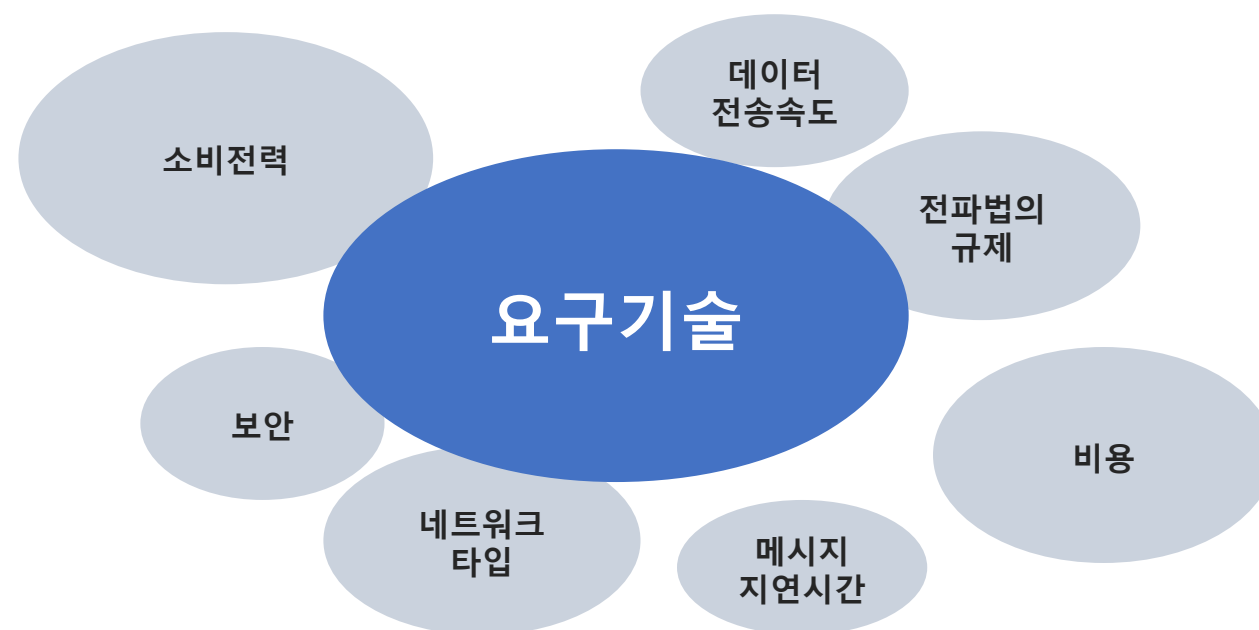 데이터
전송속도
소비전력
전파법의
규제
요구기술
보안
비용
네트워크
타입
메시지
지연시간